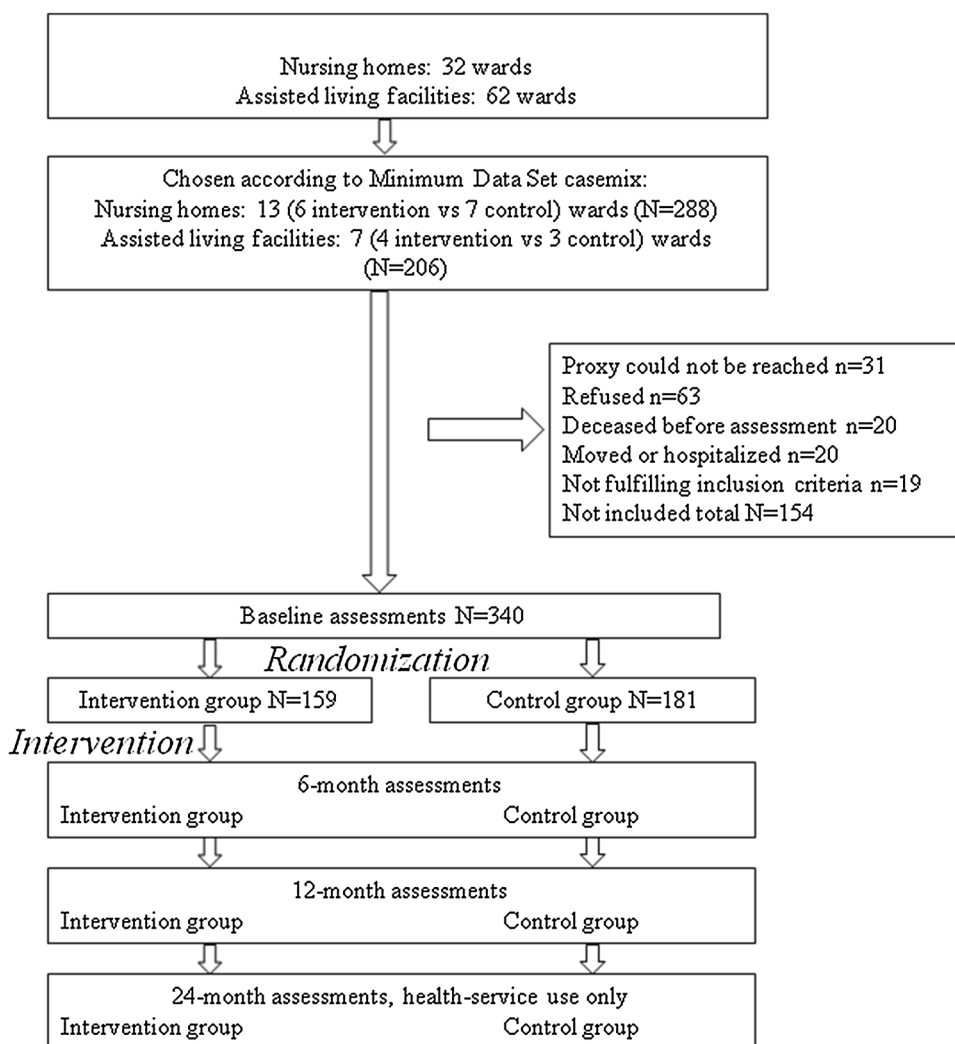 Nursing homes: 32 wards
Assisted living facilities: 62 wards
Chosen according to Minimum Data Set casemix:
Nursing homes: 13 (6 intervention vs 7 control) wards (N=288)
Assisted living facilities: 7 (4 intervention vs 3 control) wards
(N=206)
Proxy could not be reached n=31
Refused n=63
Deceased before assessment n=20
Moved or hospitalized n=20
Not fulfilling inclusion criteria n=19
Not included total N=154
Baseline assessments N=340
Randomization
Intervention group N=159
Control group N=181
Intervention
6-month assessments
Intervention group
Control group
12-month assessments
Intervention group
Control group
24-month assessments, health-service use only
Intervention group
Control group